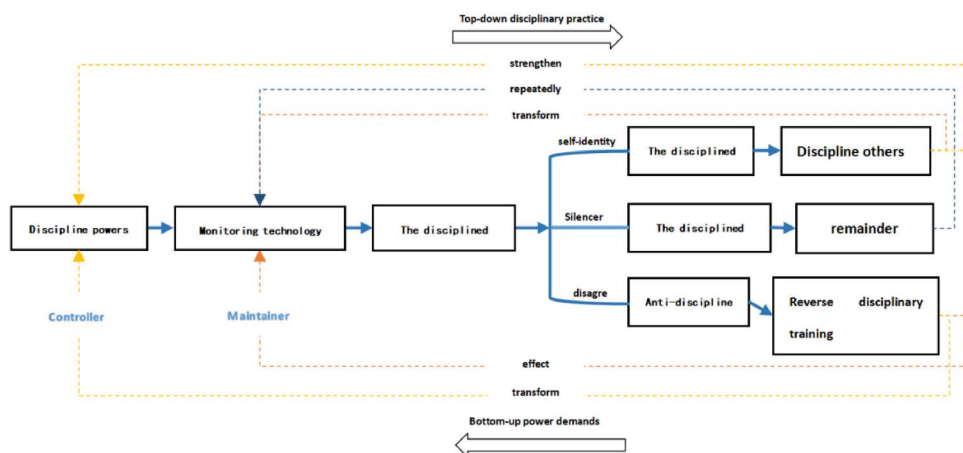 Top-down disciplinary practice
strengthen
repeatedly
transform
self-identity
The disciplined
Discipline others
Discipline powers
Monitoring technology
The disciplined
Silencer
The disciplined
remainder
disagre
Anti-discipline
Reverse disciplinary
training
Controller
Maintainer
effect
transform
Bottom-up power demands